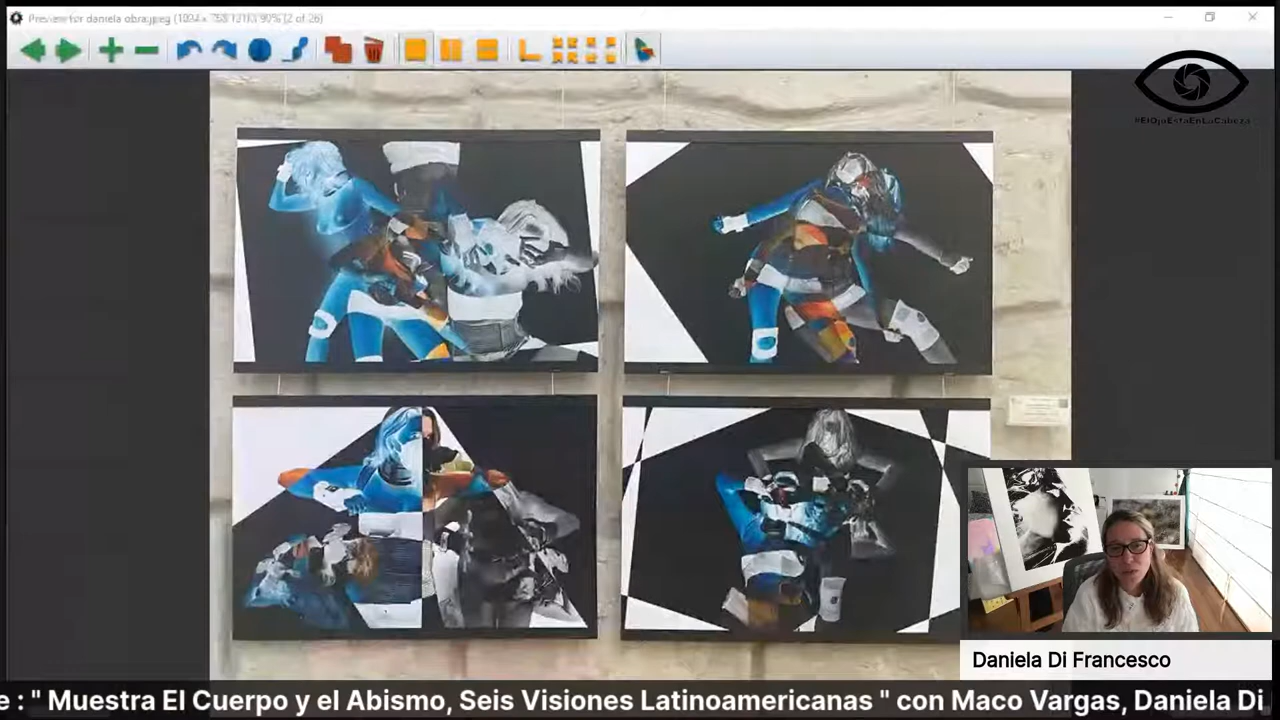 Preview for daniela obra.jpeg (1024 x 768 (2131) 90%) [2 of 26]
#ElOjoEstaEnLaCabeza
Daniela Di Francesco
e : " Muestra El Cuerpo y el Abismo, Seis Visiones Latinoamericanas " con Maco Vargas, Daniela Di